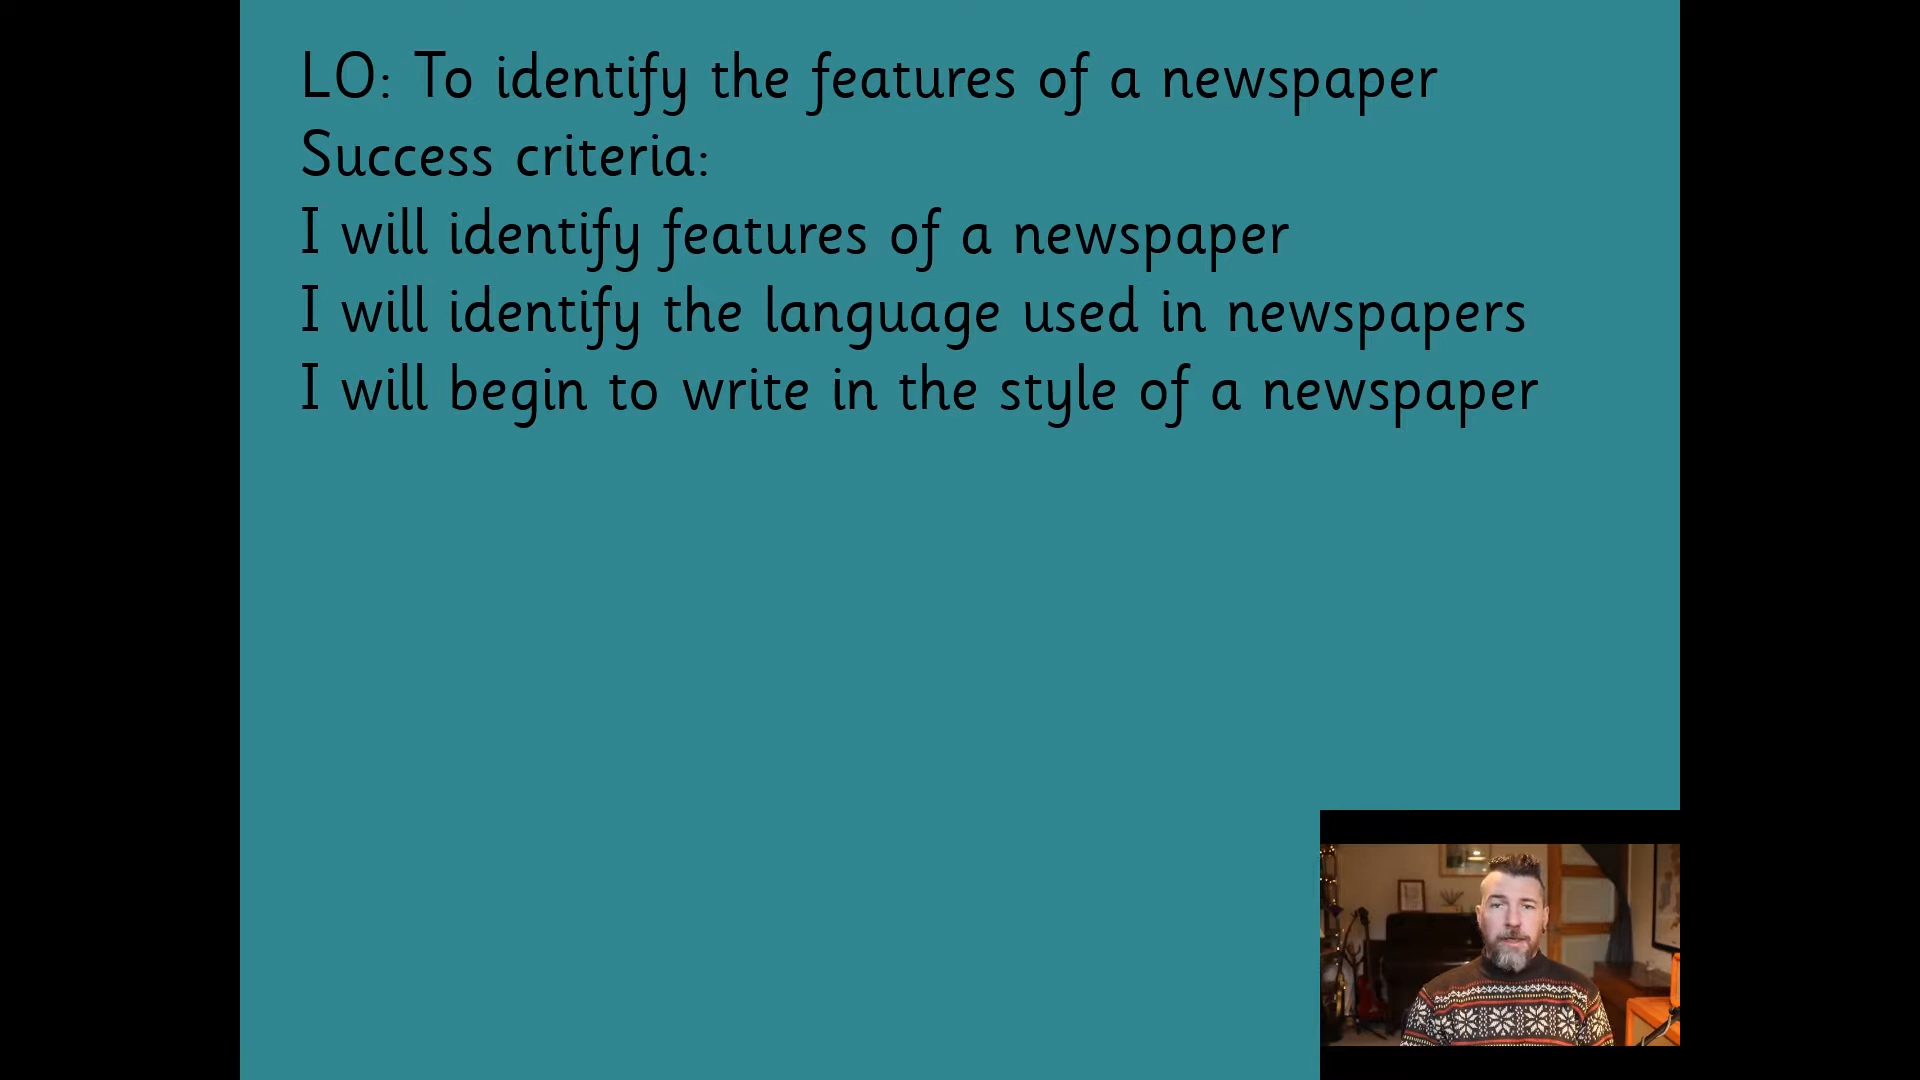 LO: To identify the features of a newspaper
Success criteria:
I will identify features of a newspaper
I will identify the language used in newspapers
I will begin to write in the style of a newspaper